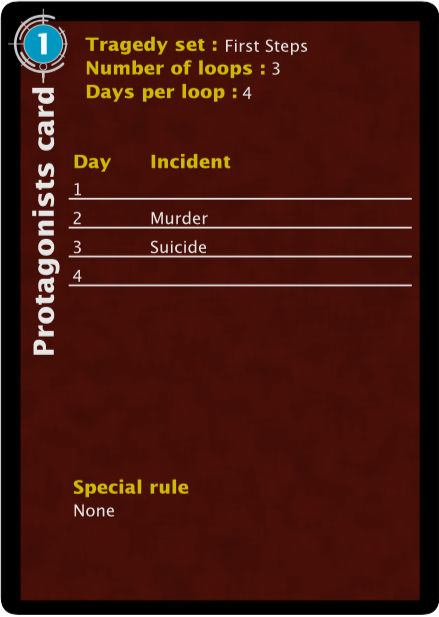 1
Protagonists card
Tragedy set : First Steps
Number of loops : 3
Days per loop : 4
Day Incident
1
2 Murder
3 Suicide
4
Special rule
None